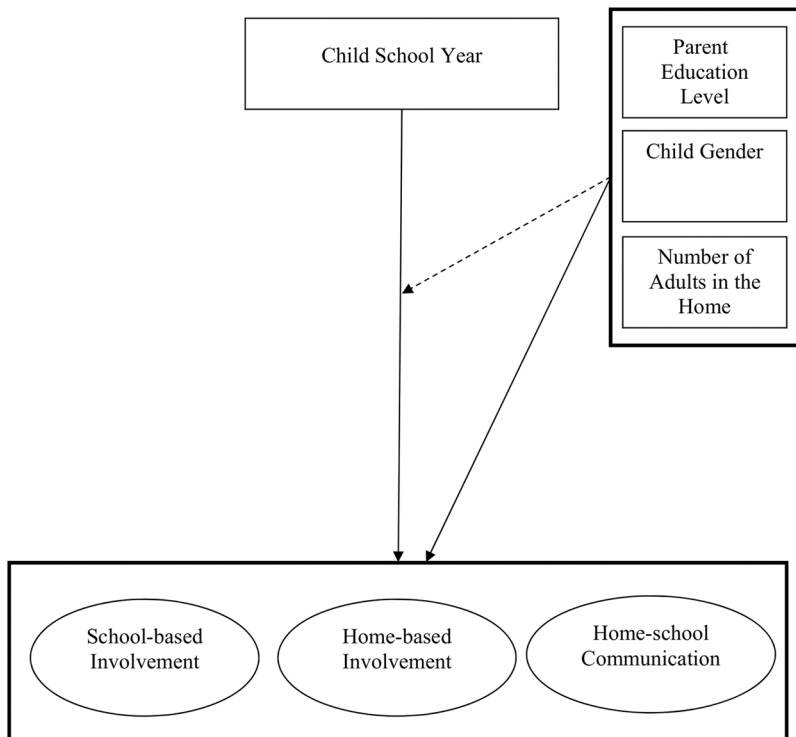 Child School Year
Parent
Education
Level
Child Gender
Number of
Adults in the
Home
School-based
Involvement
Home-based
Involvement
Home-school
Communication